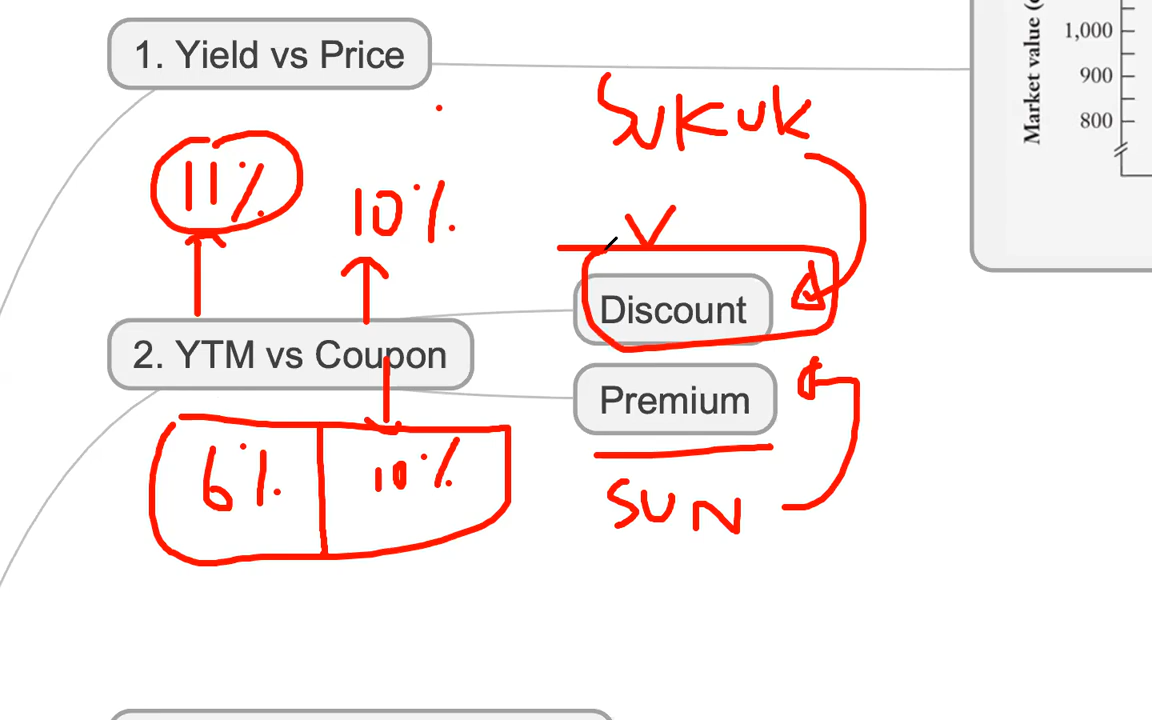 1. Yield vs Price
Market value (
1,000
900
800
SUKUK
11%
10%
2. YTM vs Coupon
Discount
Premium
6%
10%
SUN